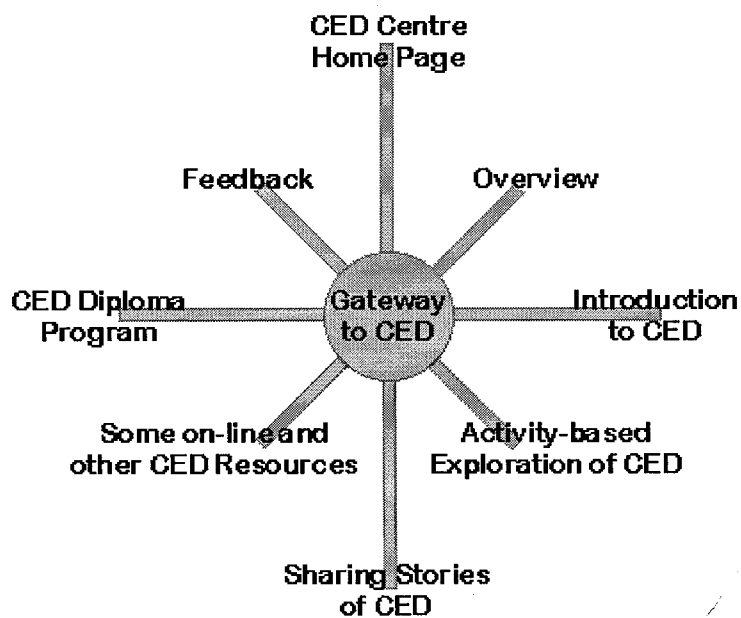 CED Centre
Home Page
Feedback
Overview
CED Diploma
Program
Gateway
to CED
Introduction
to CED
Some on-line and
other CED Resources
Activity-based
Exploration of CED
Sharing Stories
of CED